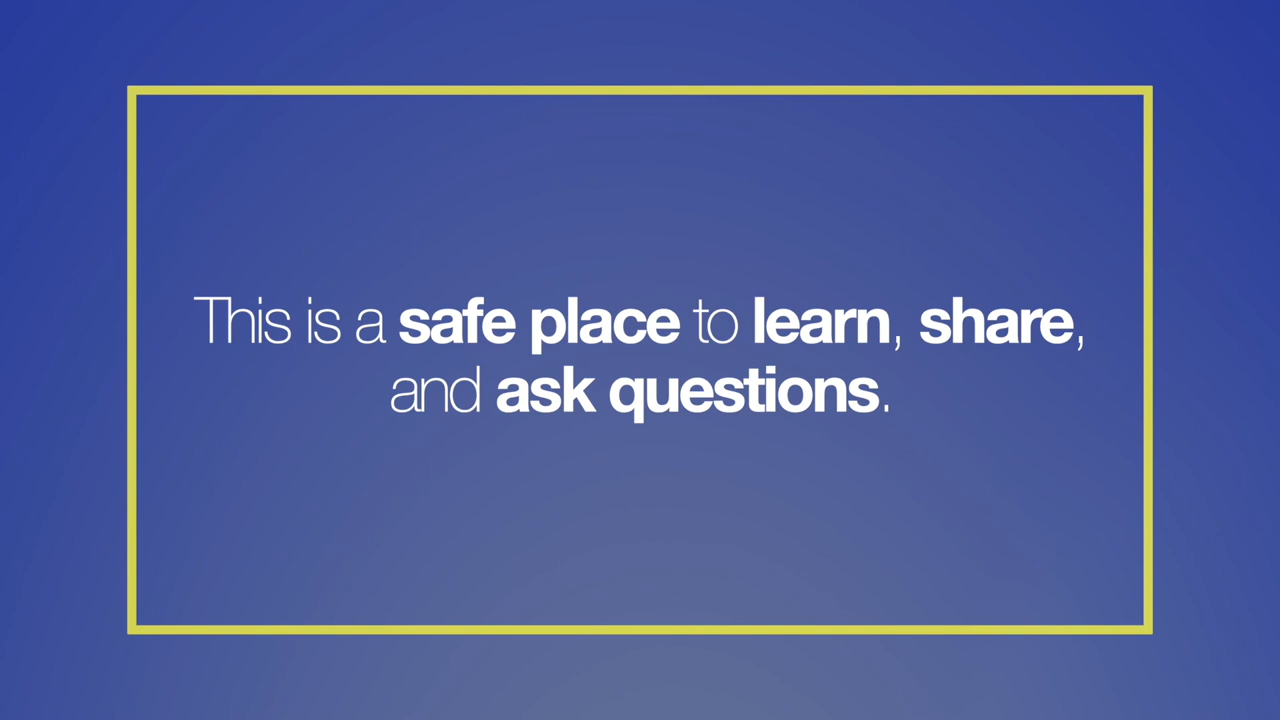 This is a safe place to learn, share,
and ask questions.